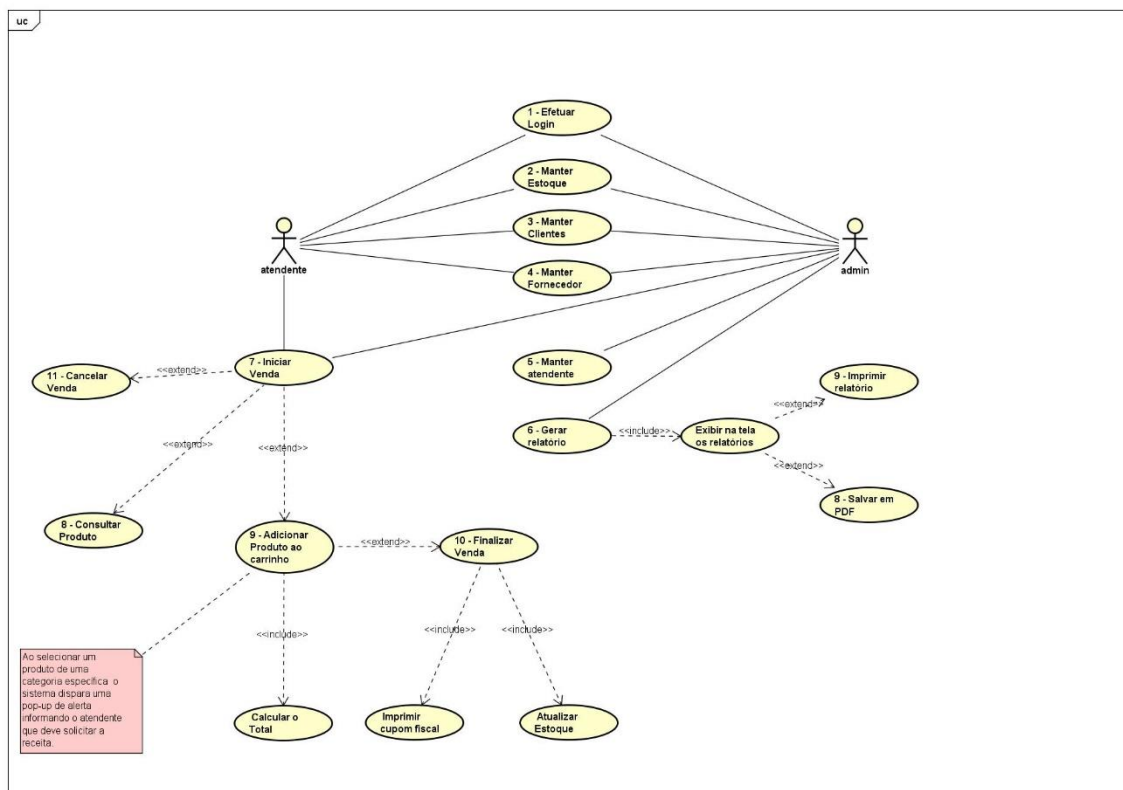 uc
1 - Efetuar
Login
2 - Manter
Estoque
3 - Manter
Clientes
4 - Manter
Fornecedor
atendente
admin
7 - Iniciar
Venda
<<extend>>
11 - Cancelar
Venda
5 - Manter
atendente
9 - Imprimir
relatório
<<extend>>
6 - Gerar
relatório
<<include>>
Exibir na tela
os relatórios
<<extend>>
<<extend>>
<<extend>>
8 - Salvar em
PDF
8 - Consultar
Produto
9 - Adicionar
Produto ao
carrinho
<<extend>>
10 - Finalizar
Venda
<<include>>
<<include>>
<<include>>
Ao selecionar um
produto de uma
categoria específica o
sistema dispara uma
pop-up de alerta
informando o atendente
que deve solicitar a
receita.
Calcular o
Total
Imprimir
cupom fiscal
Atualizar
Estoque